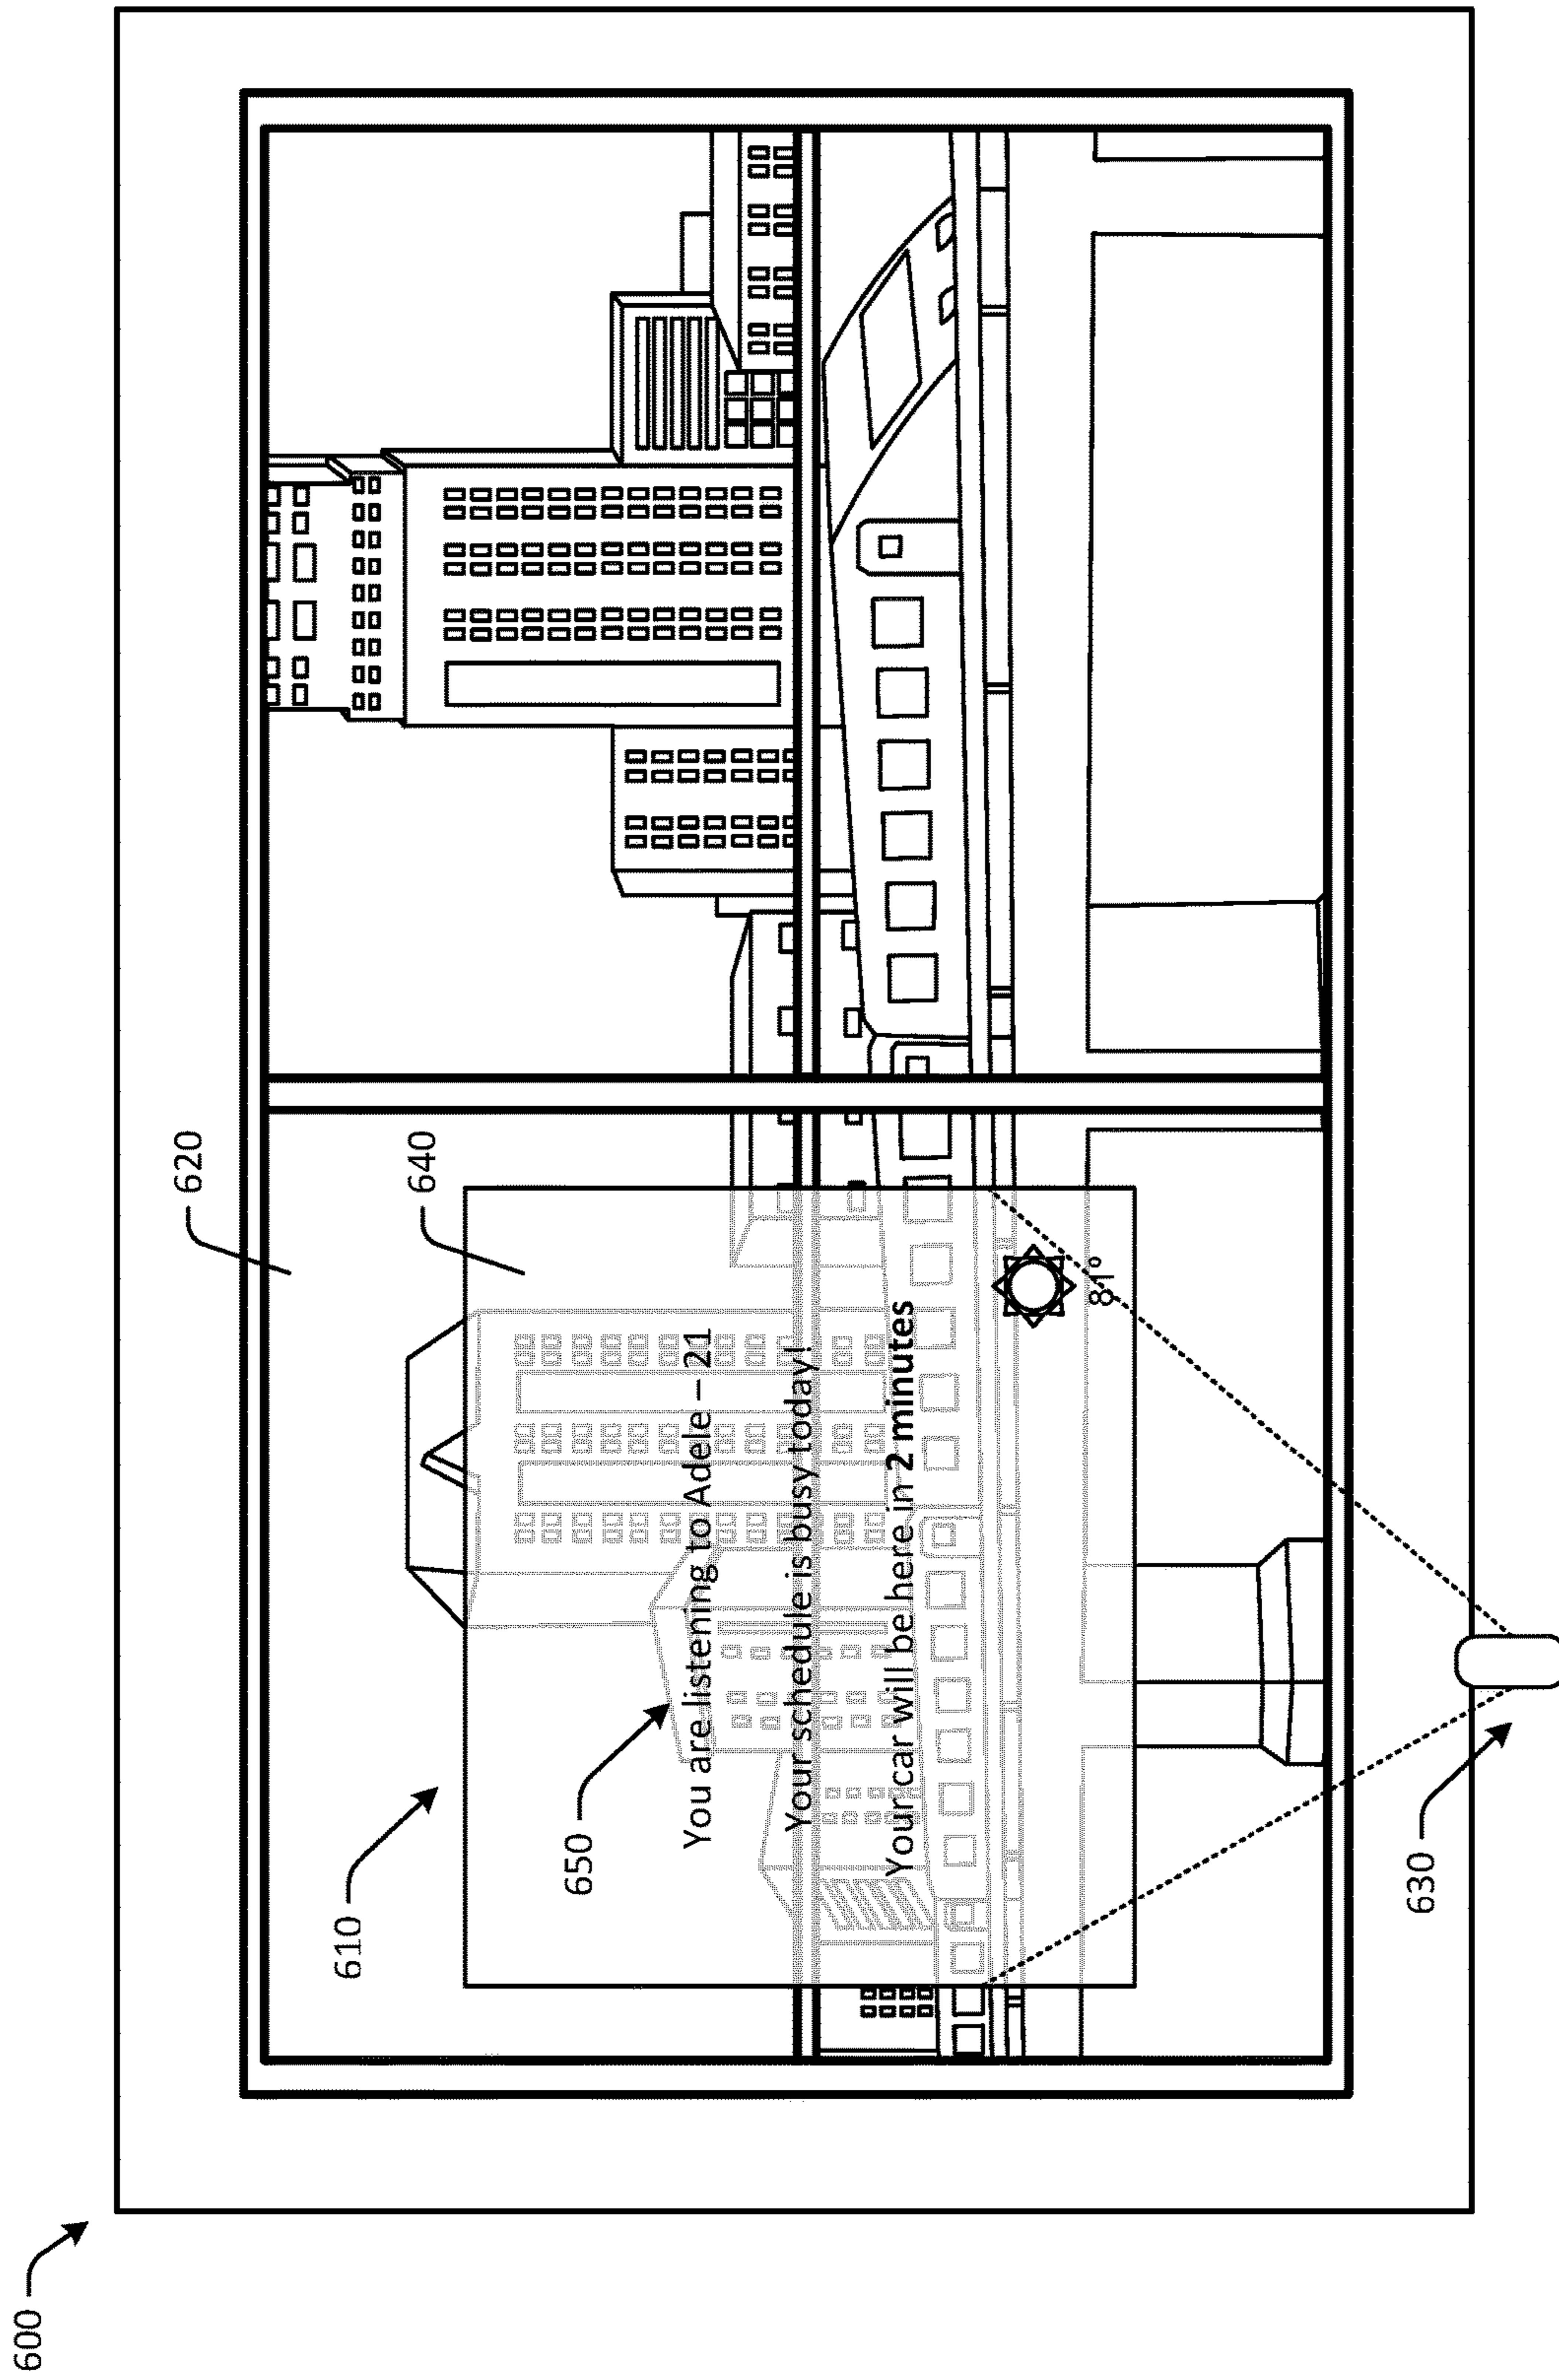 600
610
620
640
650
You are listening to Adele – 21
Your schedule is busy today!
Your car will be here in 2 minutes
81°
630